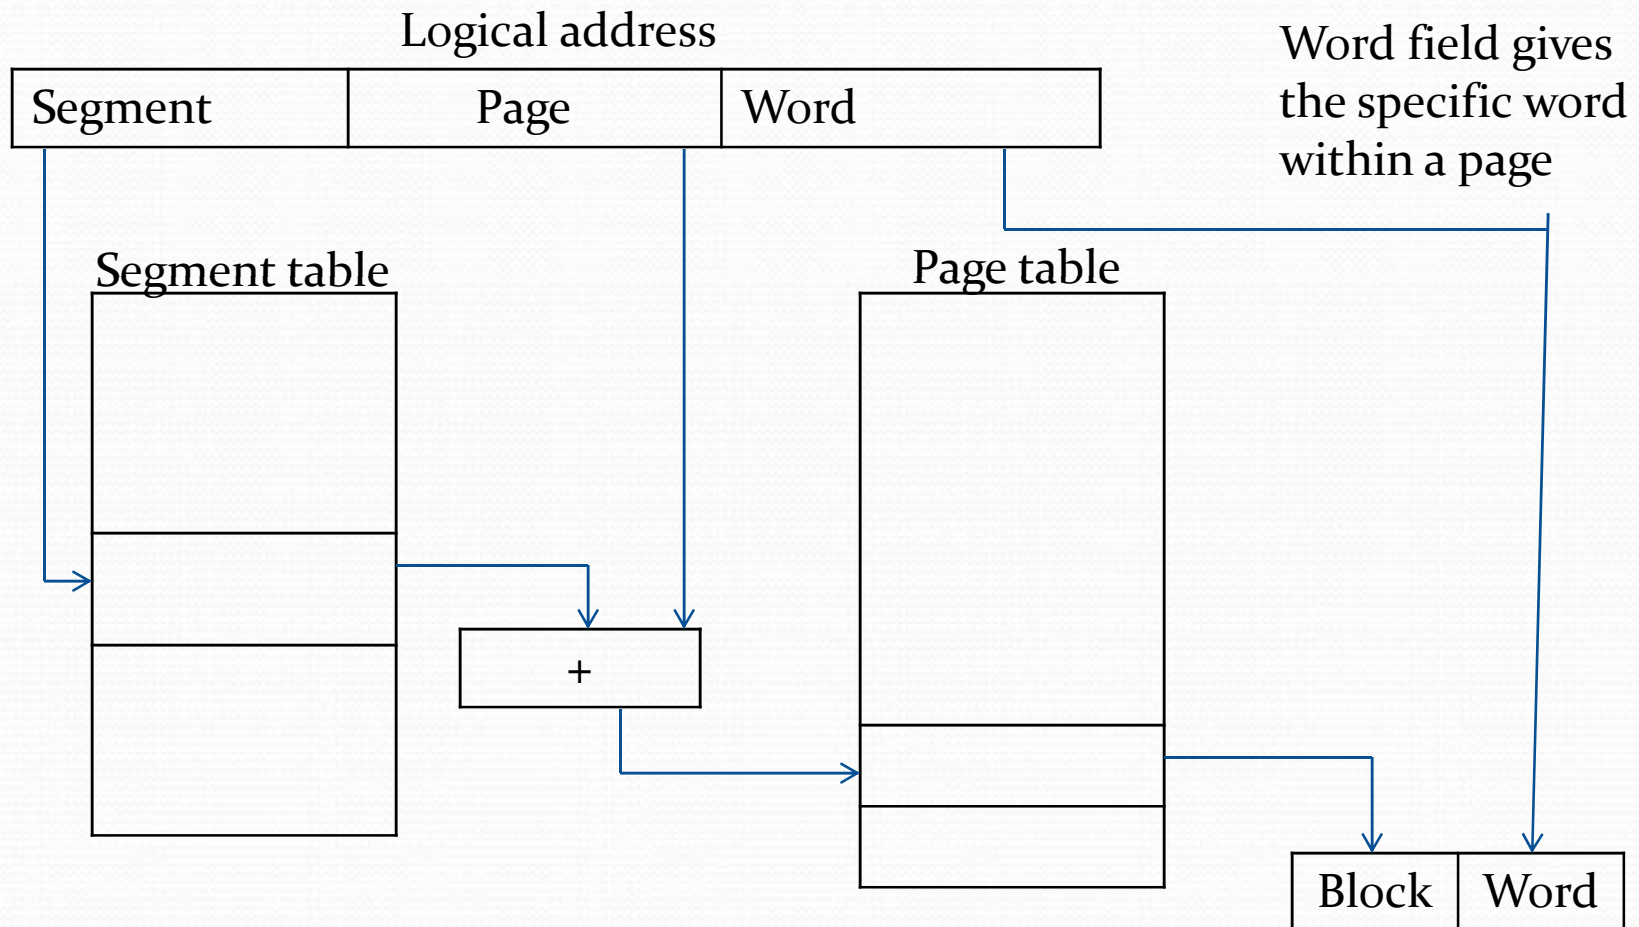 Logical address
Segment
Page
Word
Word field gives
the specific word
within a page
Segment table
Page table
+
Block
Word